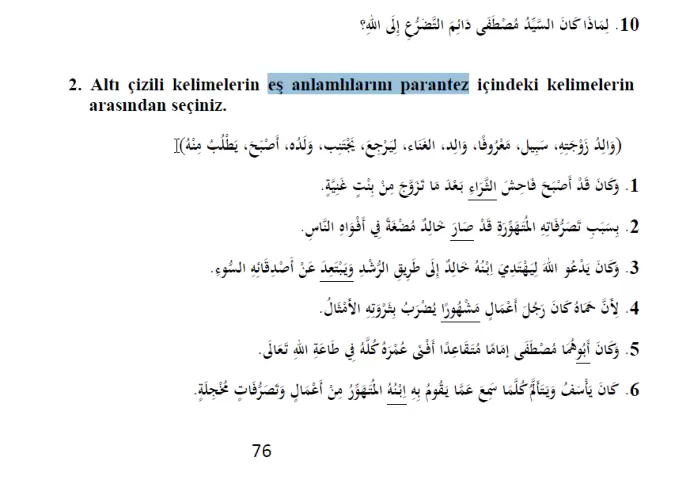 10. لِمَاذَا كَانَ السَّيِّدُ مُصْطَفَى دَائِمَ التَّضَرُّعِ إِلَى اللهِ؟
2. Altı çizili kelimelerin eş anlamlılarını parantez içindeki kelimelerin
arasından seçiniz.
(وَالِدُ زَوْجَتِهِ، سَبِيل، مَعْرُوفًا، وَالِد، الغَنَاء، لِيَرْجِعَ، يَجْتَنِب، وَلَدُه، أَصْبَحَ، يَطْلُبُ مِنْهُ)
1. وَكَانَ قَدْ أَصْبَحَ فَاحِشَ الثَّرَاءِ بَعْدَ مَا تَزَوَّجَ مِنْ بِنْتٍ غَنِيَّةٍ.
2. بِسَبَبِ تَصَرُّفَاتِهِ المُتَهَوِّرَةِ قَدْ صَارَ خَالِدٌ مُضْغَةً فِي أَفْوَاهِ النَّاسِ.
3. وَكَانَ يَدْعُو اللهَ لِيَهْتَدِيَ اِبْنُهُ خَالِدٌ إِلَى طَرِيقِ الرُّشْدِ وَيَبْتَعِدَ عَنْ أَصْدِقَائِهِ السُّوءِ.
4. لِأَنَّ حَمَاهُ كَانَ رَجُلَ أَعْمَالٍ مَشْهُورًا يُضْرَبُ بِثَرْوَتِهِ الأَمْثَالُ.
5. وَكَانَ أَبُوهُمَا مُصْطَفَى إِمَامًا مُتَقَاعِدًا أَفْنَى عُمْرَهُ كُلَّهُ فِي طَاعَةِ اللهِ تَعَالَى.
6. كَانَ يَأْسَفُ وَيَتَأَلَّمُ كُلَّمَا سَمِعَ عَمَّا يَقُومُ بِهِ اِبْنُهُ المُتَهَوِّرُ مِنْ أَعْمَالٍ وَتَصَرُّفَاتٍ مُخْجِلَةٍ.
76